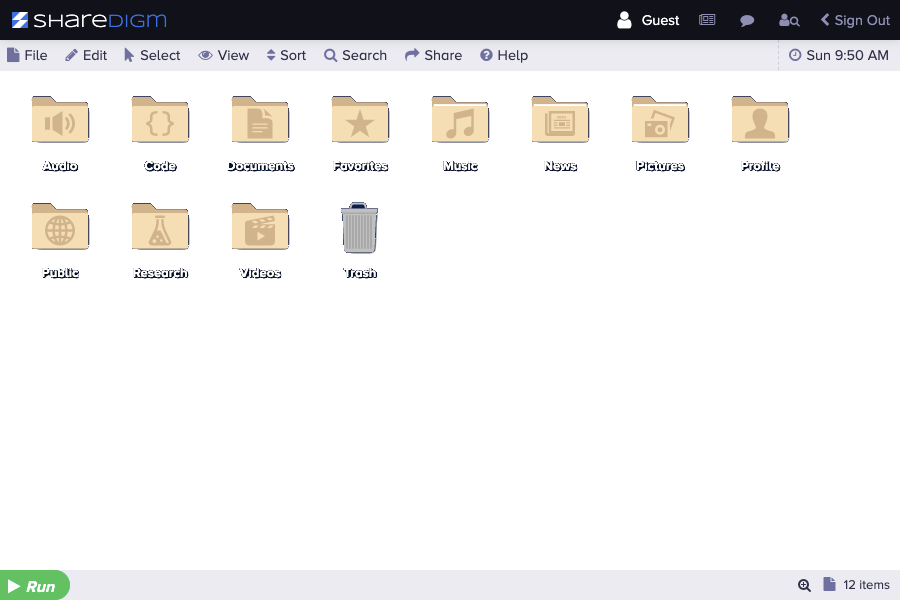 SHAREDIGM Guest Sign Out
File Edit Select View Sort Search Share Help Sun 9:50 AM
Audio Code Documents Favorites Music News Pictures Profile
Public Research Videos Trash
Run 12 items